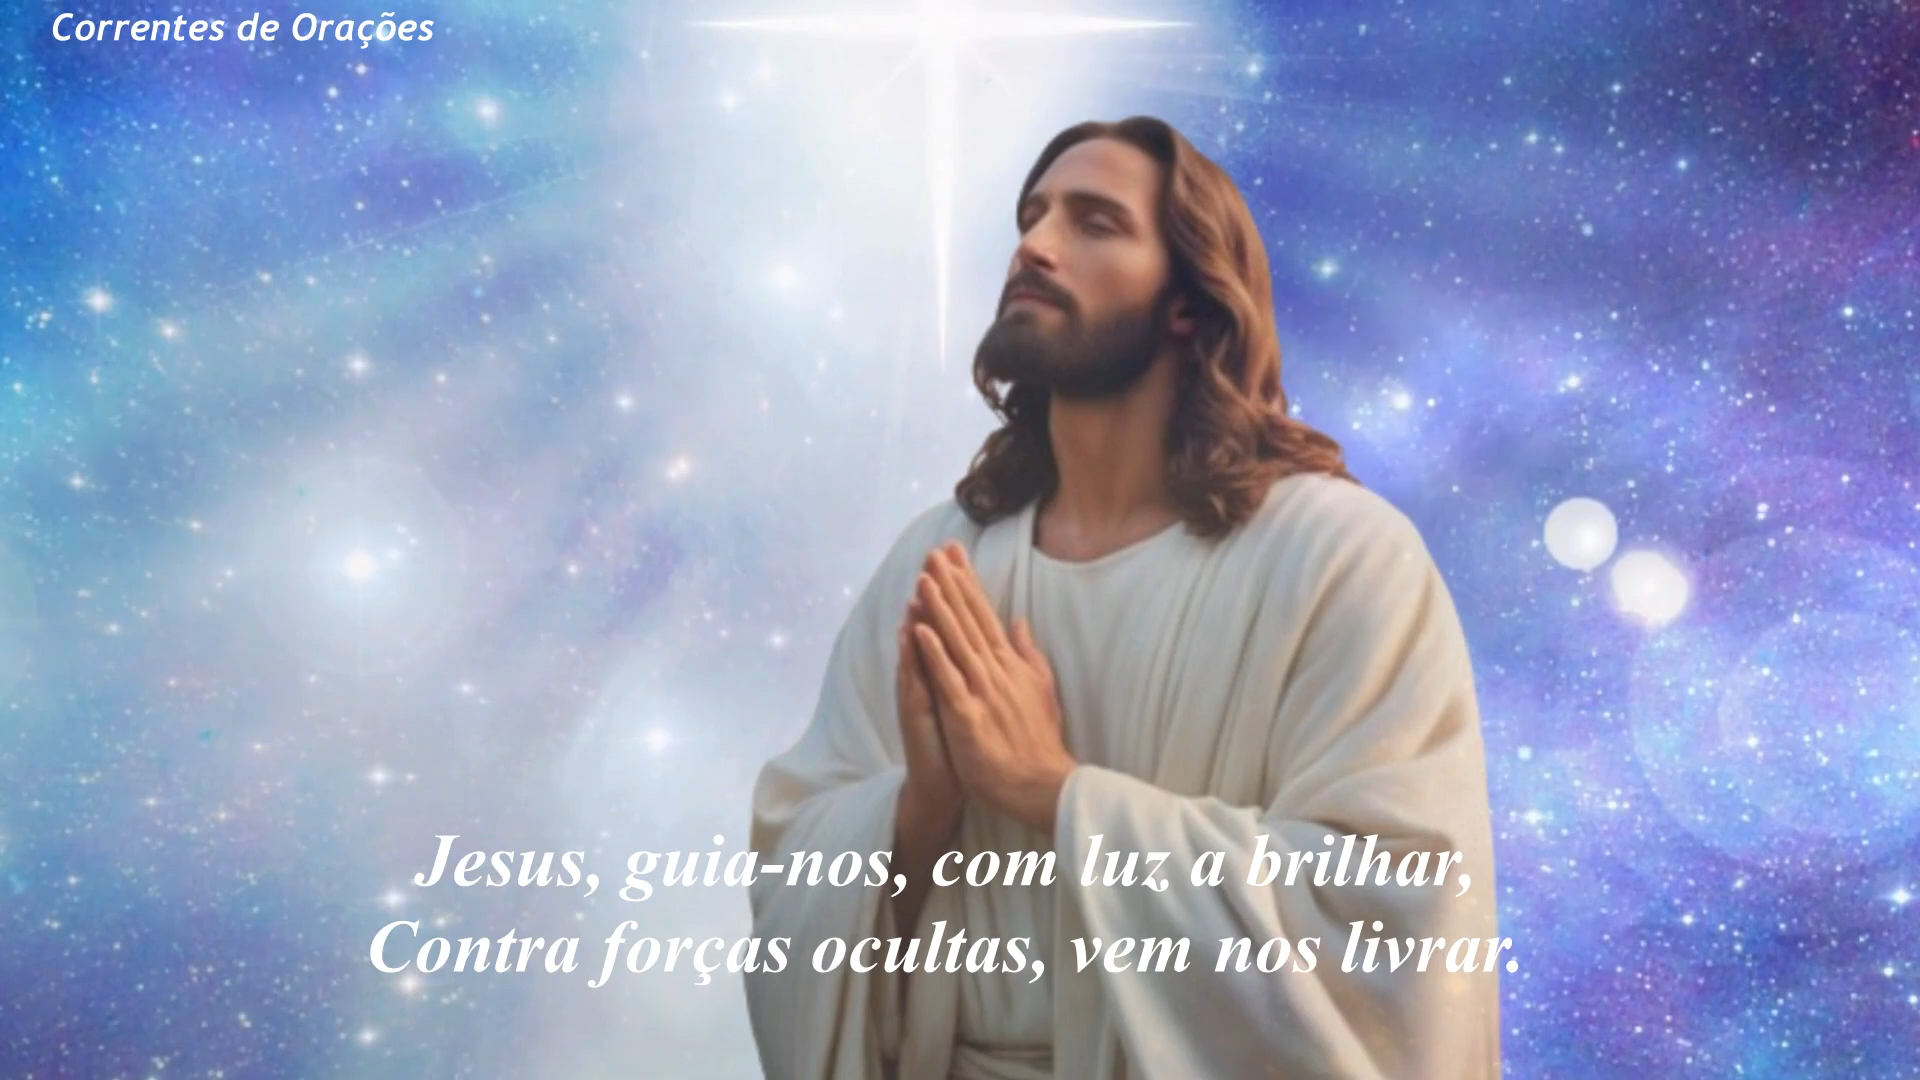 Correntes de Orações
Jesus, guia-nos, com luz a brilhar,
Contra forças ocultas, vem nos livrar.